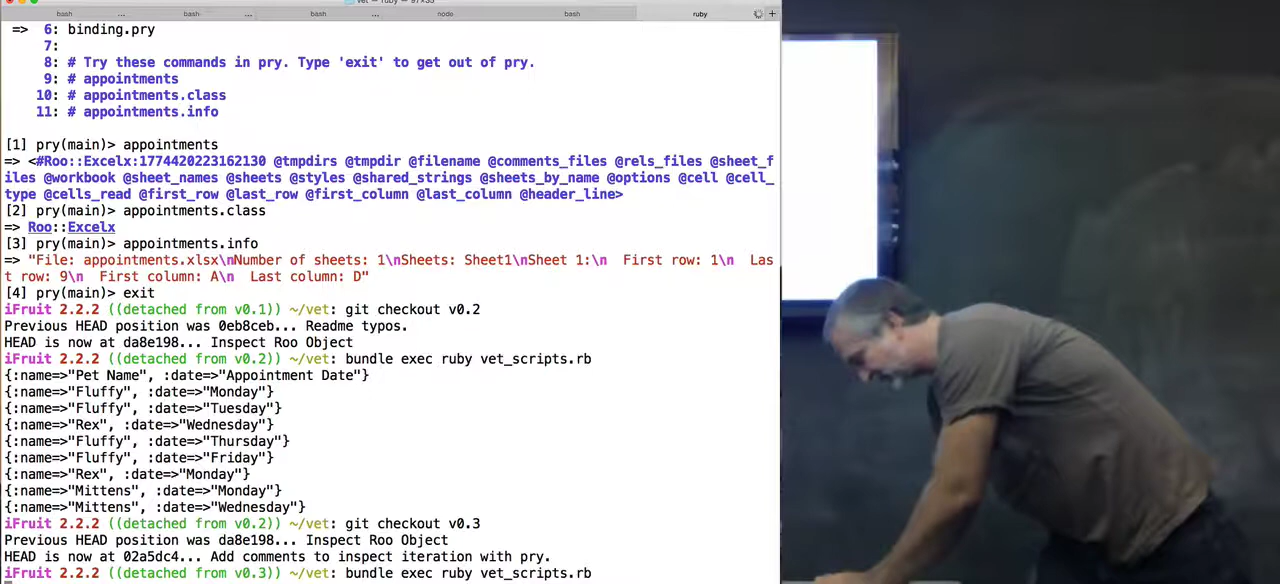 vet — ruby — 97×35
bash ... bash ... bash ... node bash ruby +
=>  6: binding.pry
    7:
    8: # Try these commands in pry. Type 'exit' to get out of pry.
    9: # appointments
   10: # appointments.class
   11: # appointments.info
[1] pry(main)> appointments
=> <#Roo::Excelx:1774420223162130 @tmpdirs @tmpdir @filename @comments_files @rels_files @sheet_f
iles @workbook @sheet_names @sheets @styles @shared_strings @sheets_by_name @options @cell @cell_
type @cells_read @first_row @last_row @first_column @last_column @header_line>
[2] pry(main)> appointments.class
=> Roo::Excelx
[3] pry(main)> appointments.info
=> "File: appointments.xlsx\nNumber of sheets: 1\nSheets: Sheet1\nSheet 1:\n  First row: 1\n  Las
t row: 9\n  First column: A\n  Last column: D"
[4] pry(main)> exit
iFruit 2.2.2 ((detached from v0.1)) ~/vet: git checkout v0.2
Previous HEAD position was 0eb8ceb... Readme typos.
HEAD is now at da8e198... Inspect Roo Object
iFruit 2.2.2 ((detached from v0.2)) ~/vet: bundle exec ruby vet_scripts.rb
{:name=>"Pet Name", :date=>"Appointment Date"}
{:name=>"Fluffy", :date=>"Monday"}
{:name=>"Fluffy", :date=>"Tuesday"}
{:name=>"Rex", :date=>"Wednesday"}
{:name=>"Fluffy", :date=>"Thursday"}
{:name=>"Fluffy", :date=>"Friday"}
{:name=>"Rex", :date=>"Monday"}
{:name=>"Mittens", :date=>"Monday"}
{:name=>"Mittens", :date=>"Wednesday"}
iFruit 2.2.2 ((detached from v0.2)) ~/vet: git checkout v0.3
Previous HEAD position was da8e198... Inspect Roo Object
HEAD is now at 02a5dc4... Add comments to inspect iteration with pry.
iFruit 2.2.2 ((detached from v0.3)) ~/vet: bundle exec ruby vet_scripts.rb